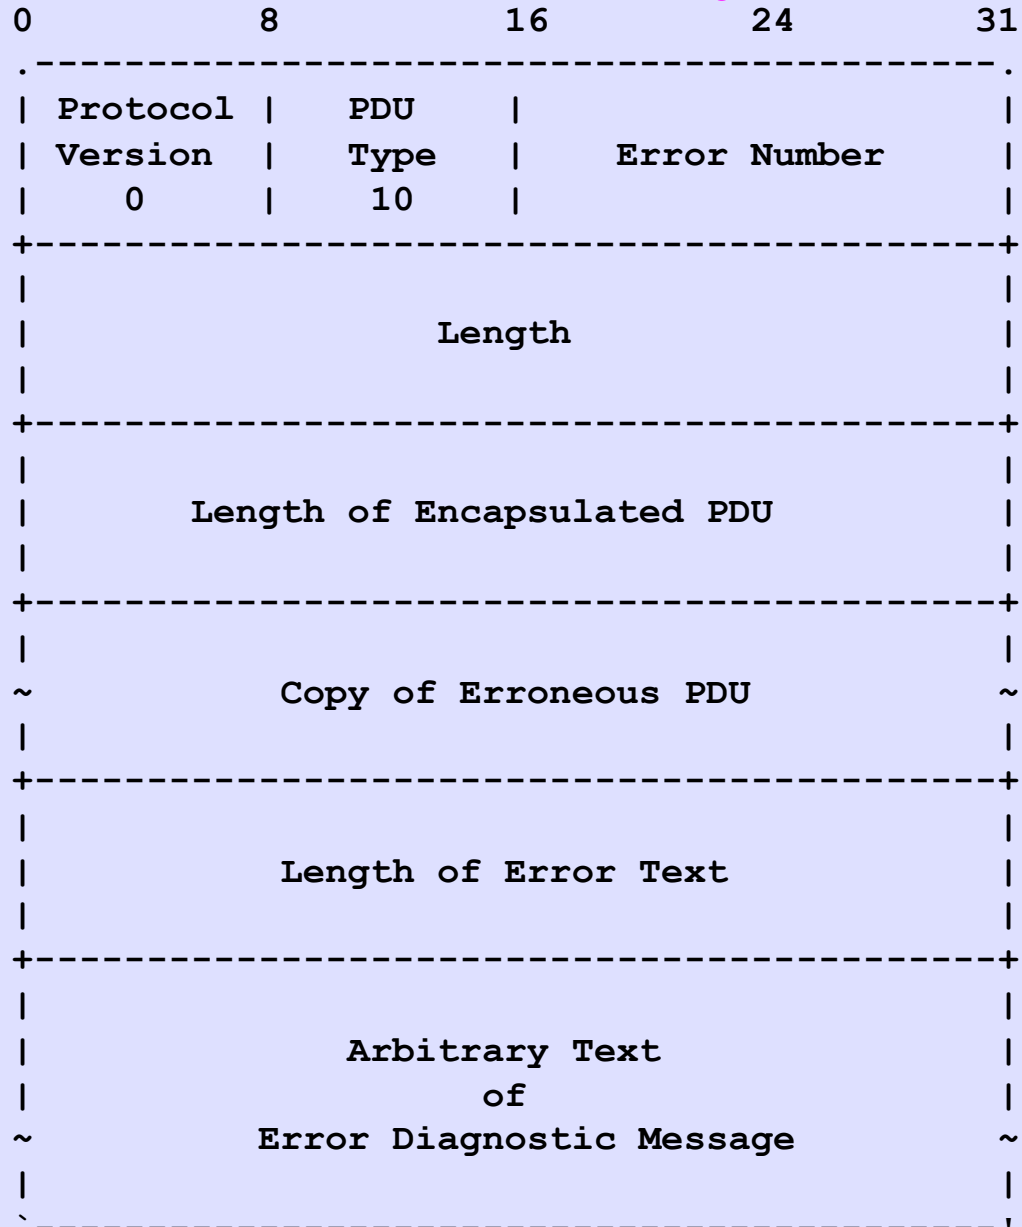 0          8          16         24        31
.-------------------------------------------.
| Protocol |   PDU    |                     |
| Version  |   Type   |    Error Number     |
|    0     |    10    |                     |
+-------------------------------------------+
|                                           |
|                  Length                   |
|                                           |
+-------------------------------------------+
|                                           |
|       Length of Encapsulated PDU          |
|                                           |
+-------------------------------------------+
|                                           |
~           Copy of Erroneous PDU           ~
|                                           |
+-------------------------------------------+
|                                           |
|           Length of Error Text            |
|                                           |
+-------------------------------------------+
|                                           |
|              Arbitrary Text               |
|                    of                     |
~          Error Diagnostic Message         ~
|                                           |
`-------------------------------------------'